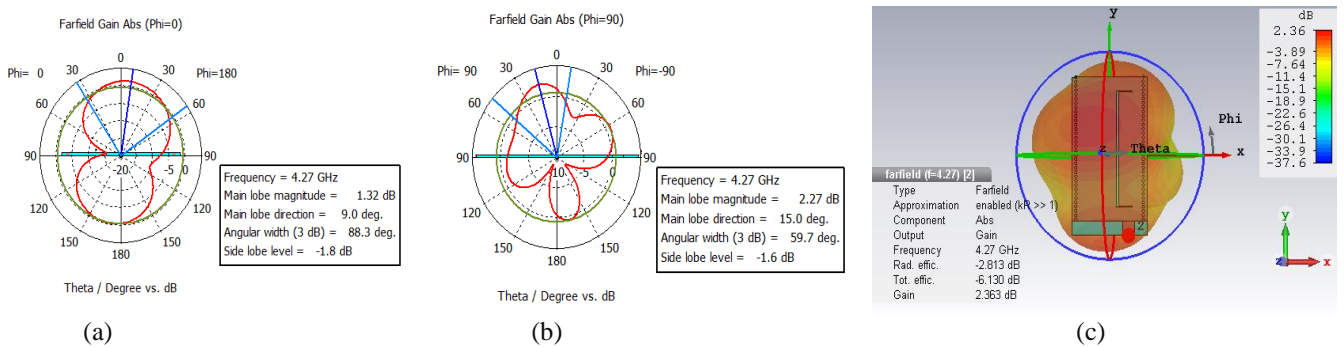 Farfield Gain Abs (Phi=0)
0
30
30
Phi= 0
Phi=180
60
60
90
-20
-5
0
90
120
120
150
150
180
Frequency = 4.27 GHz
Main lobe magnitude = 1.32 dB
Main lobe direction = 9.0 deg.
Angular width (3 dB) = 88.3 deg.
Side lobe level = -1.8 dB
Theta / Degree vs. dB
(a)
Farfield Gain Abs (Phi=90)
0
30
30
Phi= 90
Phi=-90
60
60
90
-10
-5
0
90
120
120
150
150
180
Frequency = 4.27 GHz
Main lobe magnitude = 2.27 dB
Main lobe direction = 15.0 deg.
Angular width (3 dB) = 59.7 deg.
Side lobe level = -1.6 dB
Theta / Degree vs. dB
(b)
y
z
Theta
x
Phi
2
dB
2.36
-3.89
-7.64
-11.4
-15.1
-18.9
-22.6
-26.4
-30.1
-33.9
-37.6
farfield (f=4.27) [2]
Type Farfield
Approximation enabled (kR >> 1)
Component Abs
Output Gain
Frequency 4.27 GHz
Rad. effic. -2.813 dB
Tot. effic. -6.130 dB
Gain 2.363 dB
y
z
x
(c)